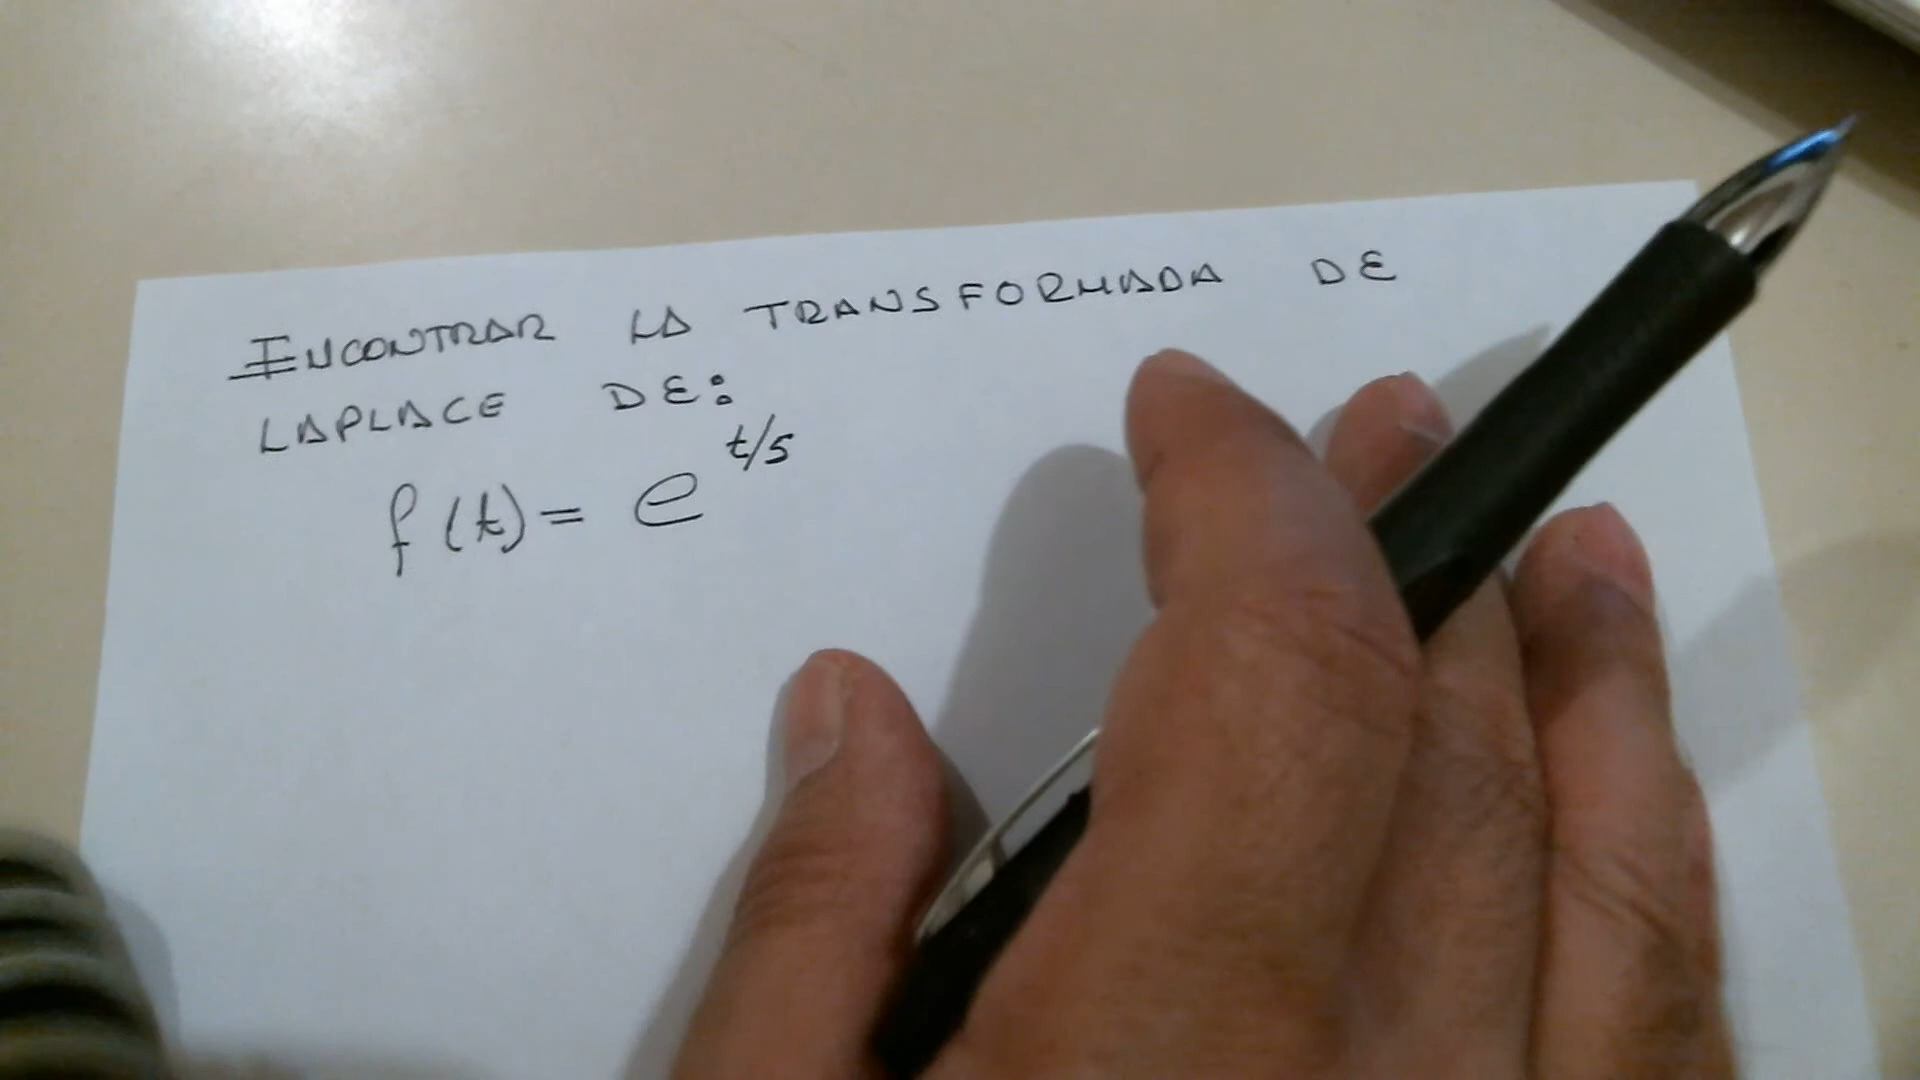 ENCONTRAR LA TRANSFORMADA DE
LAPLACE DE:
f(t) = e^{t/5}